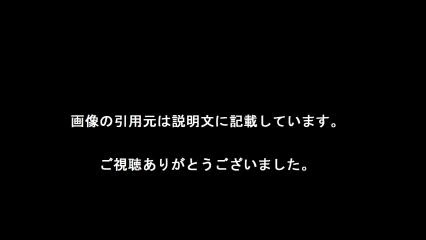 画像の引用元は説明文に記載しています。
ご視聴ありがとうございました。